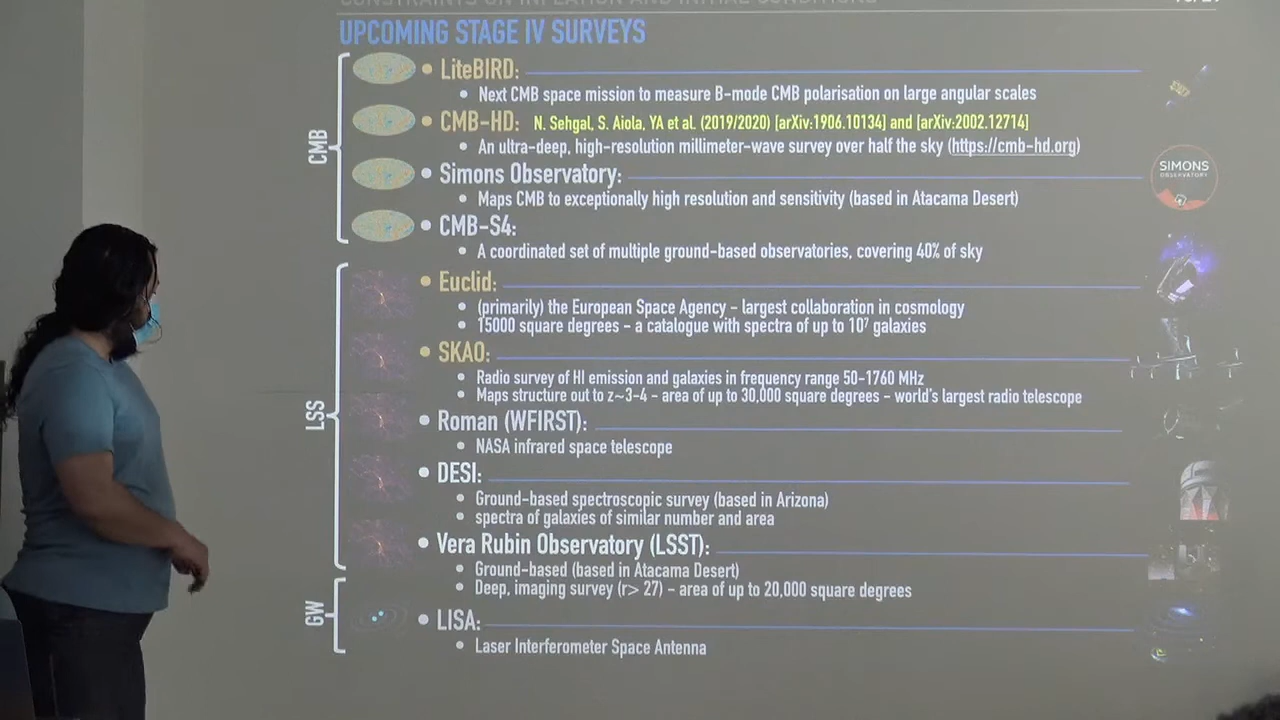 CONSTRAINTS ON INFLATION AND INITIAL CONDITIONS
UPCOMING STAGE IV SURVEYS
CMB
• LiteBIRD:
• Next CMB space mission to measure B-mode CMB polarisation on large angular scales
• CMB-HD: N. Sehgal, S. Aiola, YA et al. (2019/2020) [arXiv:1906.10134] and [arXiv:2002.12714]
• An ultra-deep, high-resolution millimeter-wave survey over half the sky (https://cmb-hd.org)
• Simons Observatory:
• Maps CMB to exceptionally high resolution and sensitivity (based in Atacama Desert)
SIMONS
OBSERVATORY
• CMB-S4:
• A coordinated set of multiple ground-based observatories, covering 40% of sky
LSS
• Euclid:
• (primarily) the European Space Agency – largest collaboration in cosmology
• 15000 square degrees – a catalogue with spectra of up to 10⁷ galaxies
• SKAO:
• Radio survey of HI emission and galaxies in frequency range 50-1760 MHz
• Maps structure out to z~3-4 – area of up to 30,000 square degrees – world's largest radio telescope
• Roman (WFIRST):
• NASA infrared space telescope
• DESI:
• Ground-based spectroscopic survey (based in Arizona)
• spectra of galaxies of similar number and area
• Vera Rubin Observatory (LSST):
• Ground-based (based in Atacama Desert)
• Deep, imaging survey (r> 27) – area of up to 20,000 square degrees
GW
• LISA:
• Laser Interferometer Space Antenna